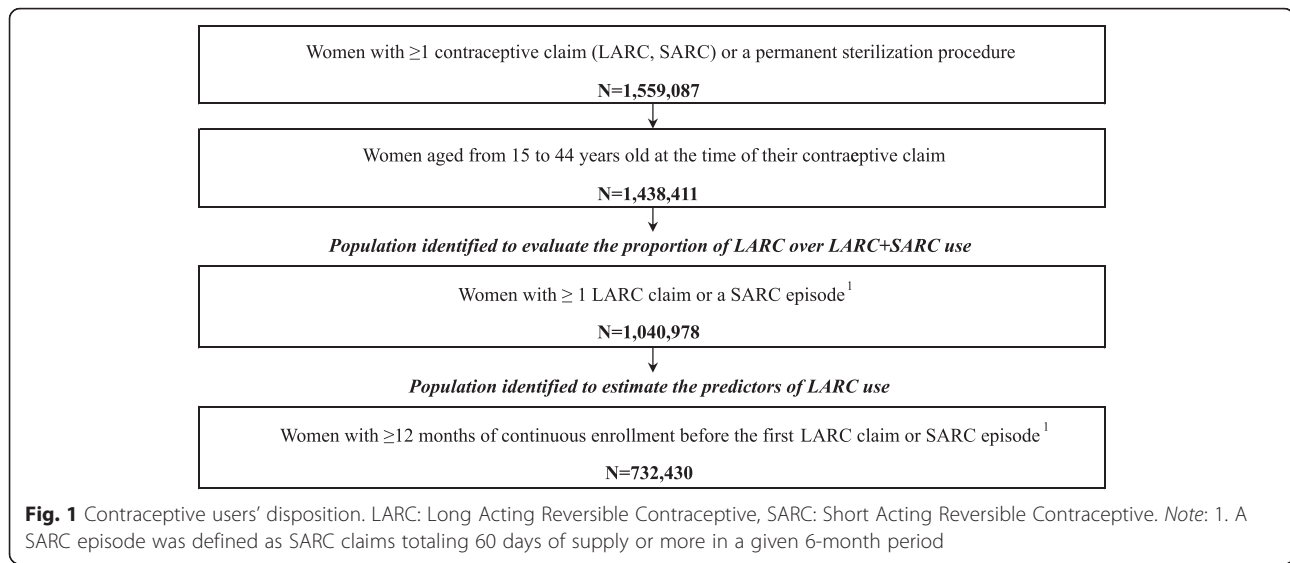 Women with ≥1 contraceptive claim (LARC, SARC) or a permanent sterilization procedure
N=1,559,087
Women aged from 15 to 44 years old at the time of their contraceptive claim
N=1,438,411
Population identified to evaluate the proportion of LARC over LARC+SARC use
Women with ≥ 1 LARC claim or a SARC episode1
N=1,040,978
Population identified to estimate the predictors of LARC use
Women with ≥12 months of continuous enrollment before the first LARC claim or SARC episode1
N=732,430
Fig. 1 Contraceptive users’ disposition. LARC: Long Acting Reversible Contraceptive, SARC: Short Acting Reversible Contraceptive. Note: 1. A
SARC episode was defined as SARC claims totaling 60 days of supply or more in a given 6-month period